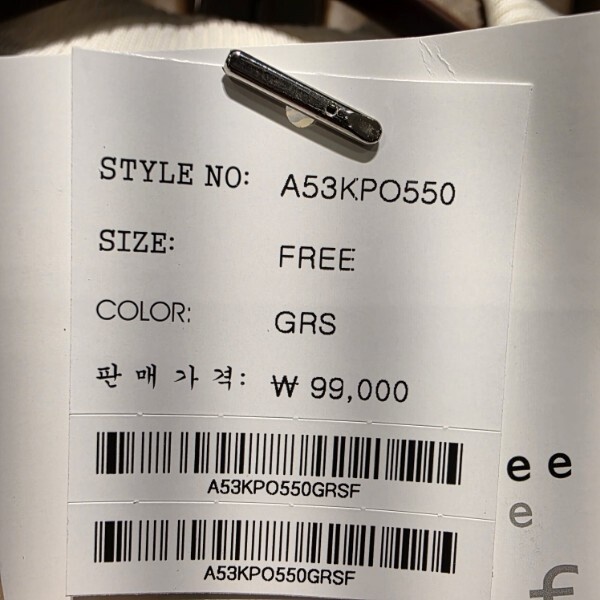 STYLE NO: A53KPO550
SIZE: FREE
COLOR: GRS
판매가격: ₩ 99,000
A53KPO550GRSF
A53KPO550GRSF
e e
e
f